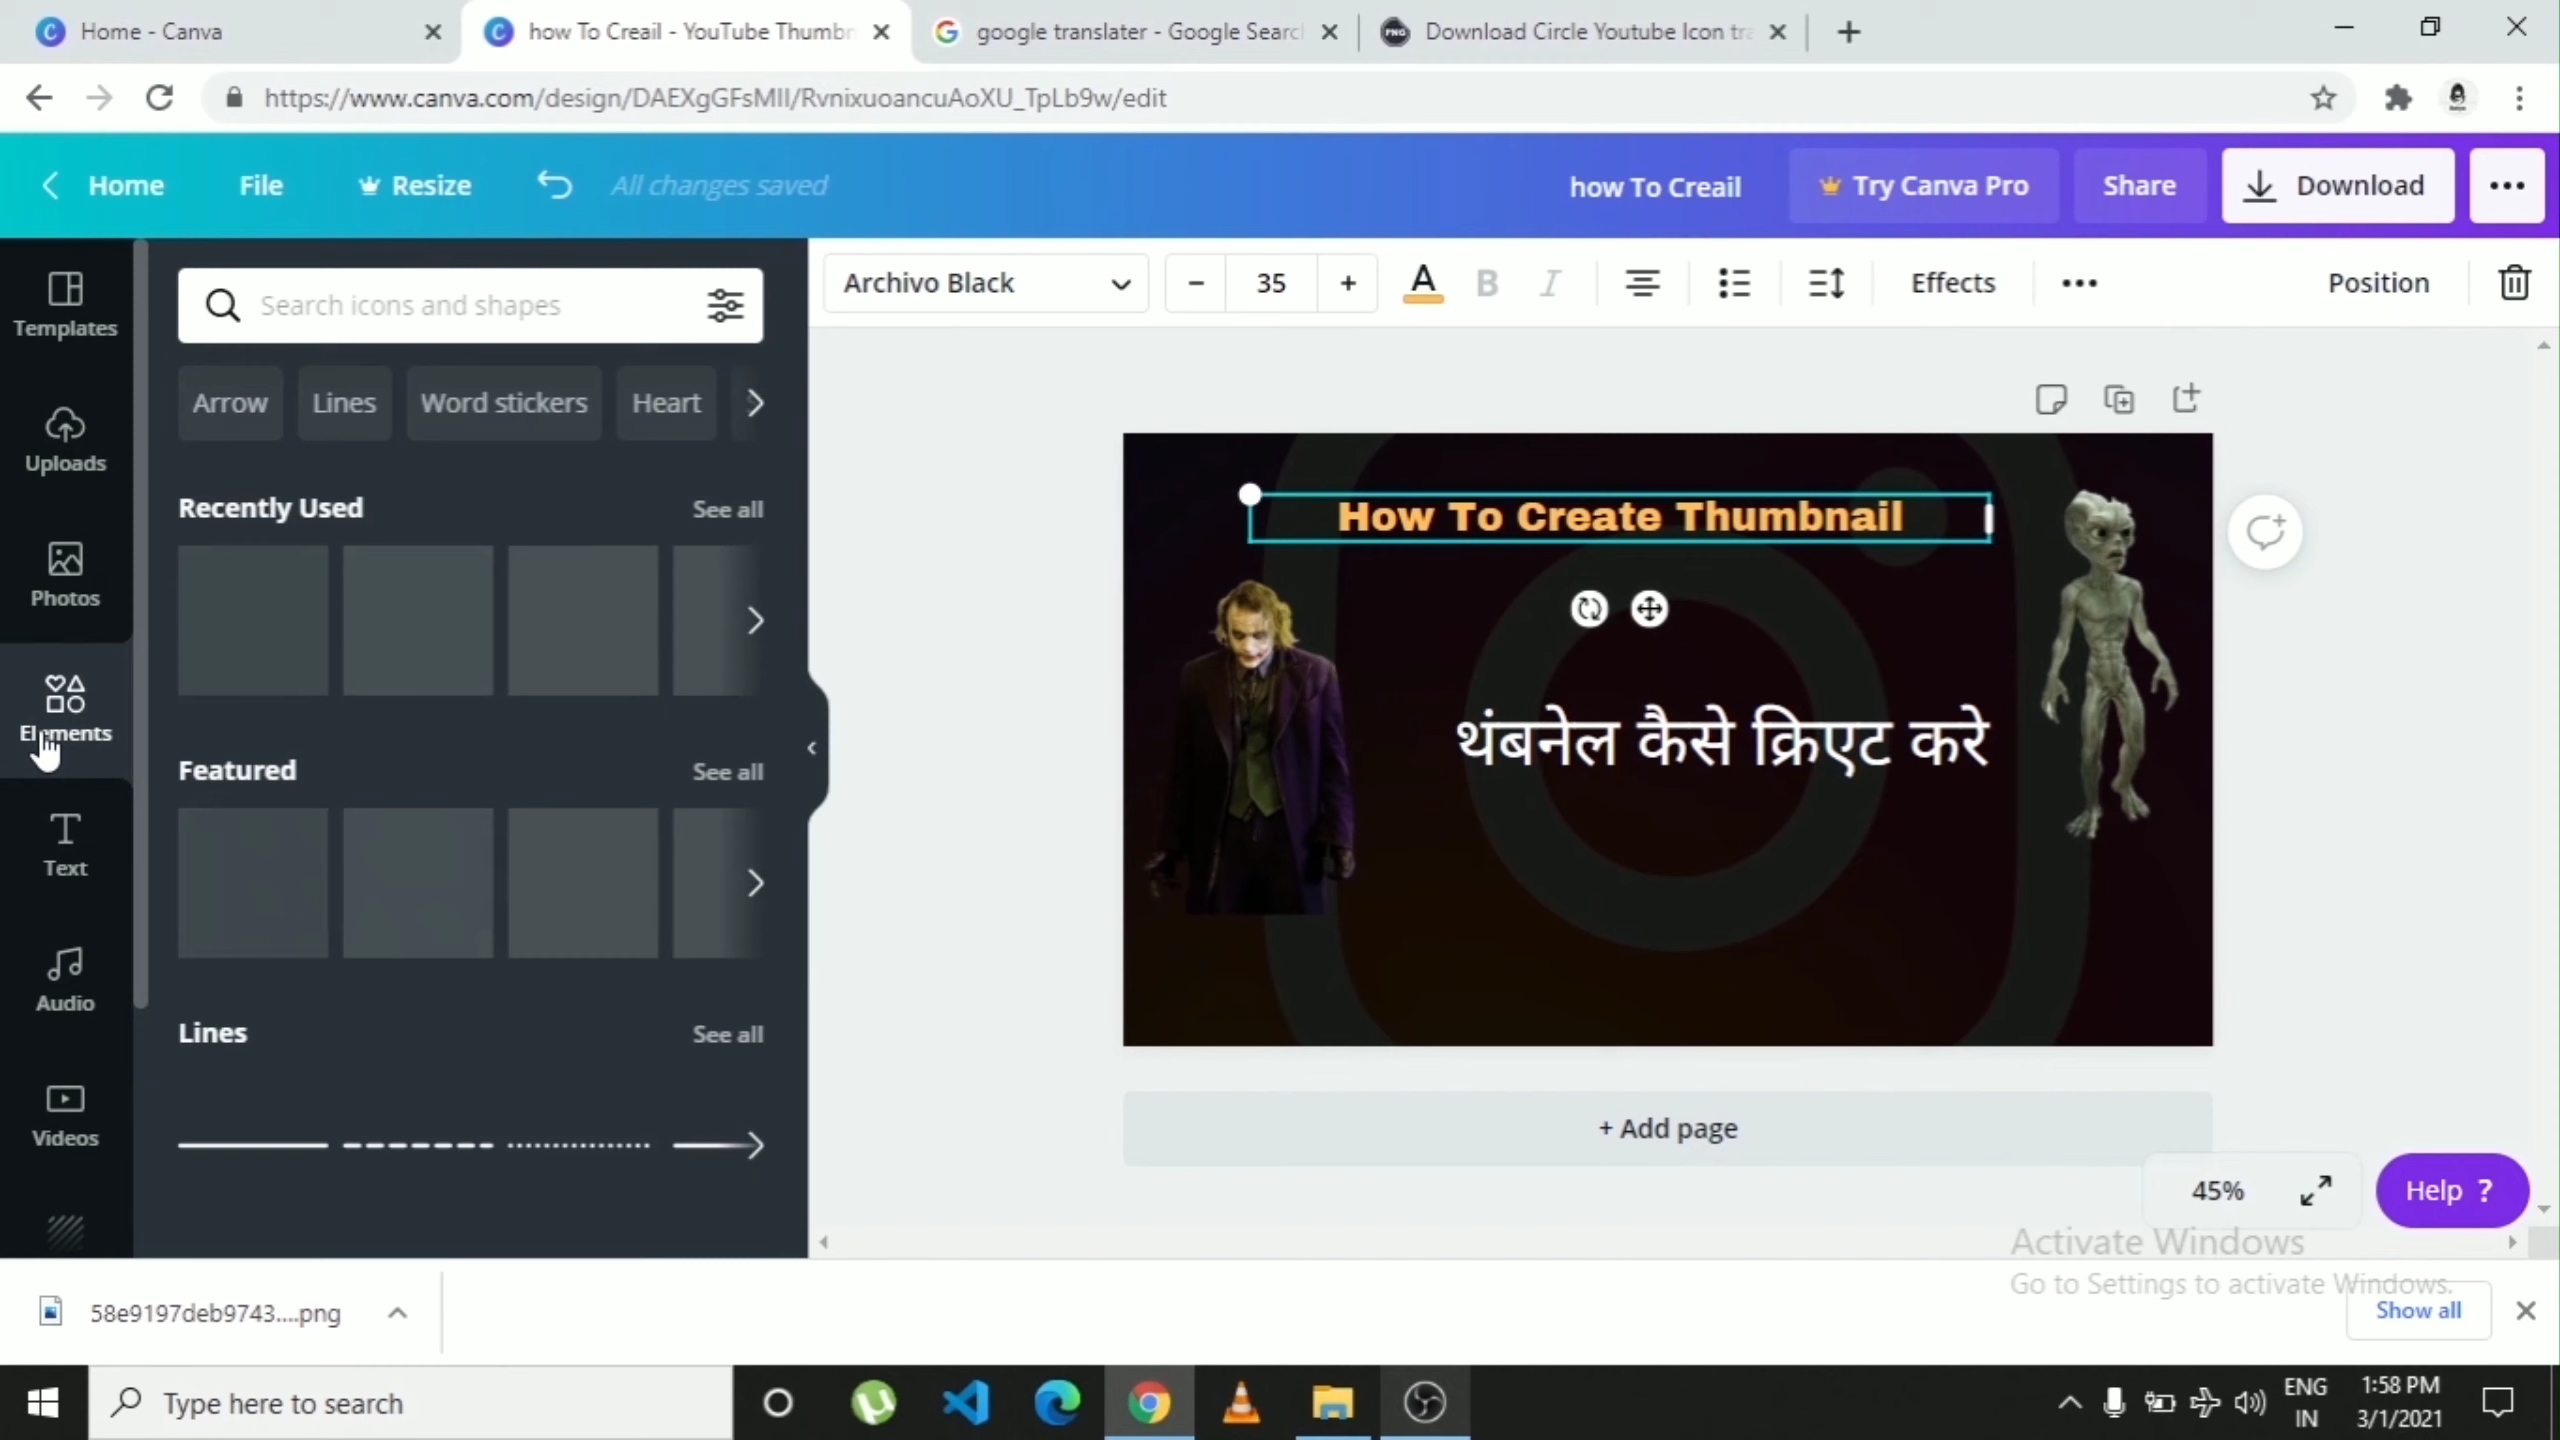 Home - Canva
how To Creail - YouTube Thumbn
google translater - Google Searc
Download Circle Youtube Icon tra
https://www.canva.com/design/DAEXgGFsMlI/RvnixuoancuAoXU_TpLb9w/edit
Home
File
Resize
All changes saved
how To Creail
Try Canva Pro
Share
Download
Templates
Uploads
Photos
Elements
Text
Audio
Videos
Search icons and shapes
Arrow
Lines
Word stickers
Heart
Recently Used
See all
Featured
See all
Lines
See all
Archivo Black
35
A
B
I
Effects
Position
How To Create Thumbnail
थंबनेल कैसे क्रिएट करे
+ Add page
45%
Help ?
Activate Windows
Go to Settings to activate Windows.
58e9197deb9743....png
Show all
Type here to search
ENG
IN
1:58 PM
3/1/2021